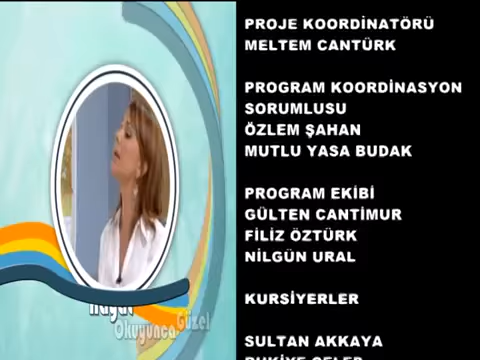 PROJE KOORDİNATÖRÜ
MELTEM CANTÜRK
PROGRAM KOORDİNASYON
SORUMLUSU
ÖZLEM ŞAHAN
MUTLU YASA BUDAK
PROGRAM EKİBİ
GÜLTEN CANTİMUR
FİLİZ ÖZTÜRK
NİLGÜN URAL
KURSİYERLER
SULTAN AKKAYA
Hayat
Okuyunca Güzel